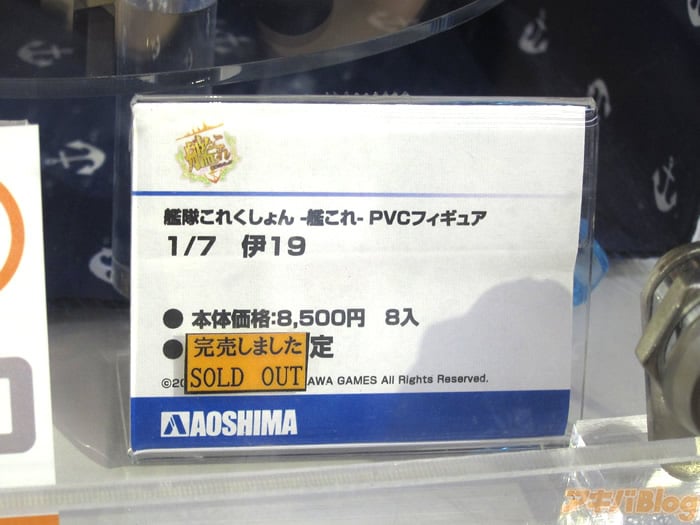 艦これ
艦隊これくしょん -艦これ- PVCフィギュア
1/7 伊19
● 本体価格:8,500円 8入
● 定
完売しました
SOLD OUT
©20 AWA GAMES All Rights Reserved.
AOSHIMA
アキバBlog